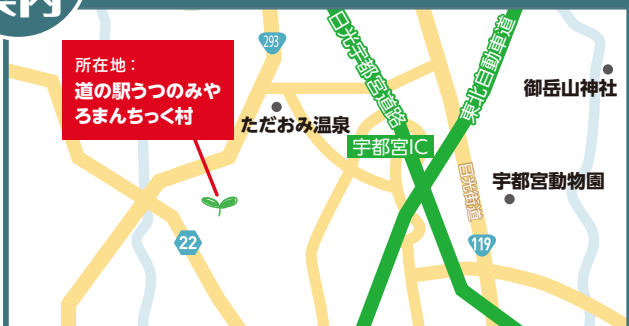 案内
所在地：
道の駅うつのみや
ろまんちっく村
293
ただおみ温泉
日光宇都宮道路
東北自動車道
御岳山神社
宇都宮IC
宇都宮動物園
日光街道
22
119